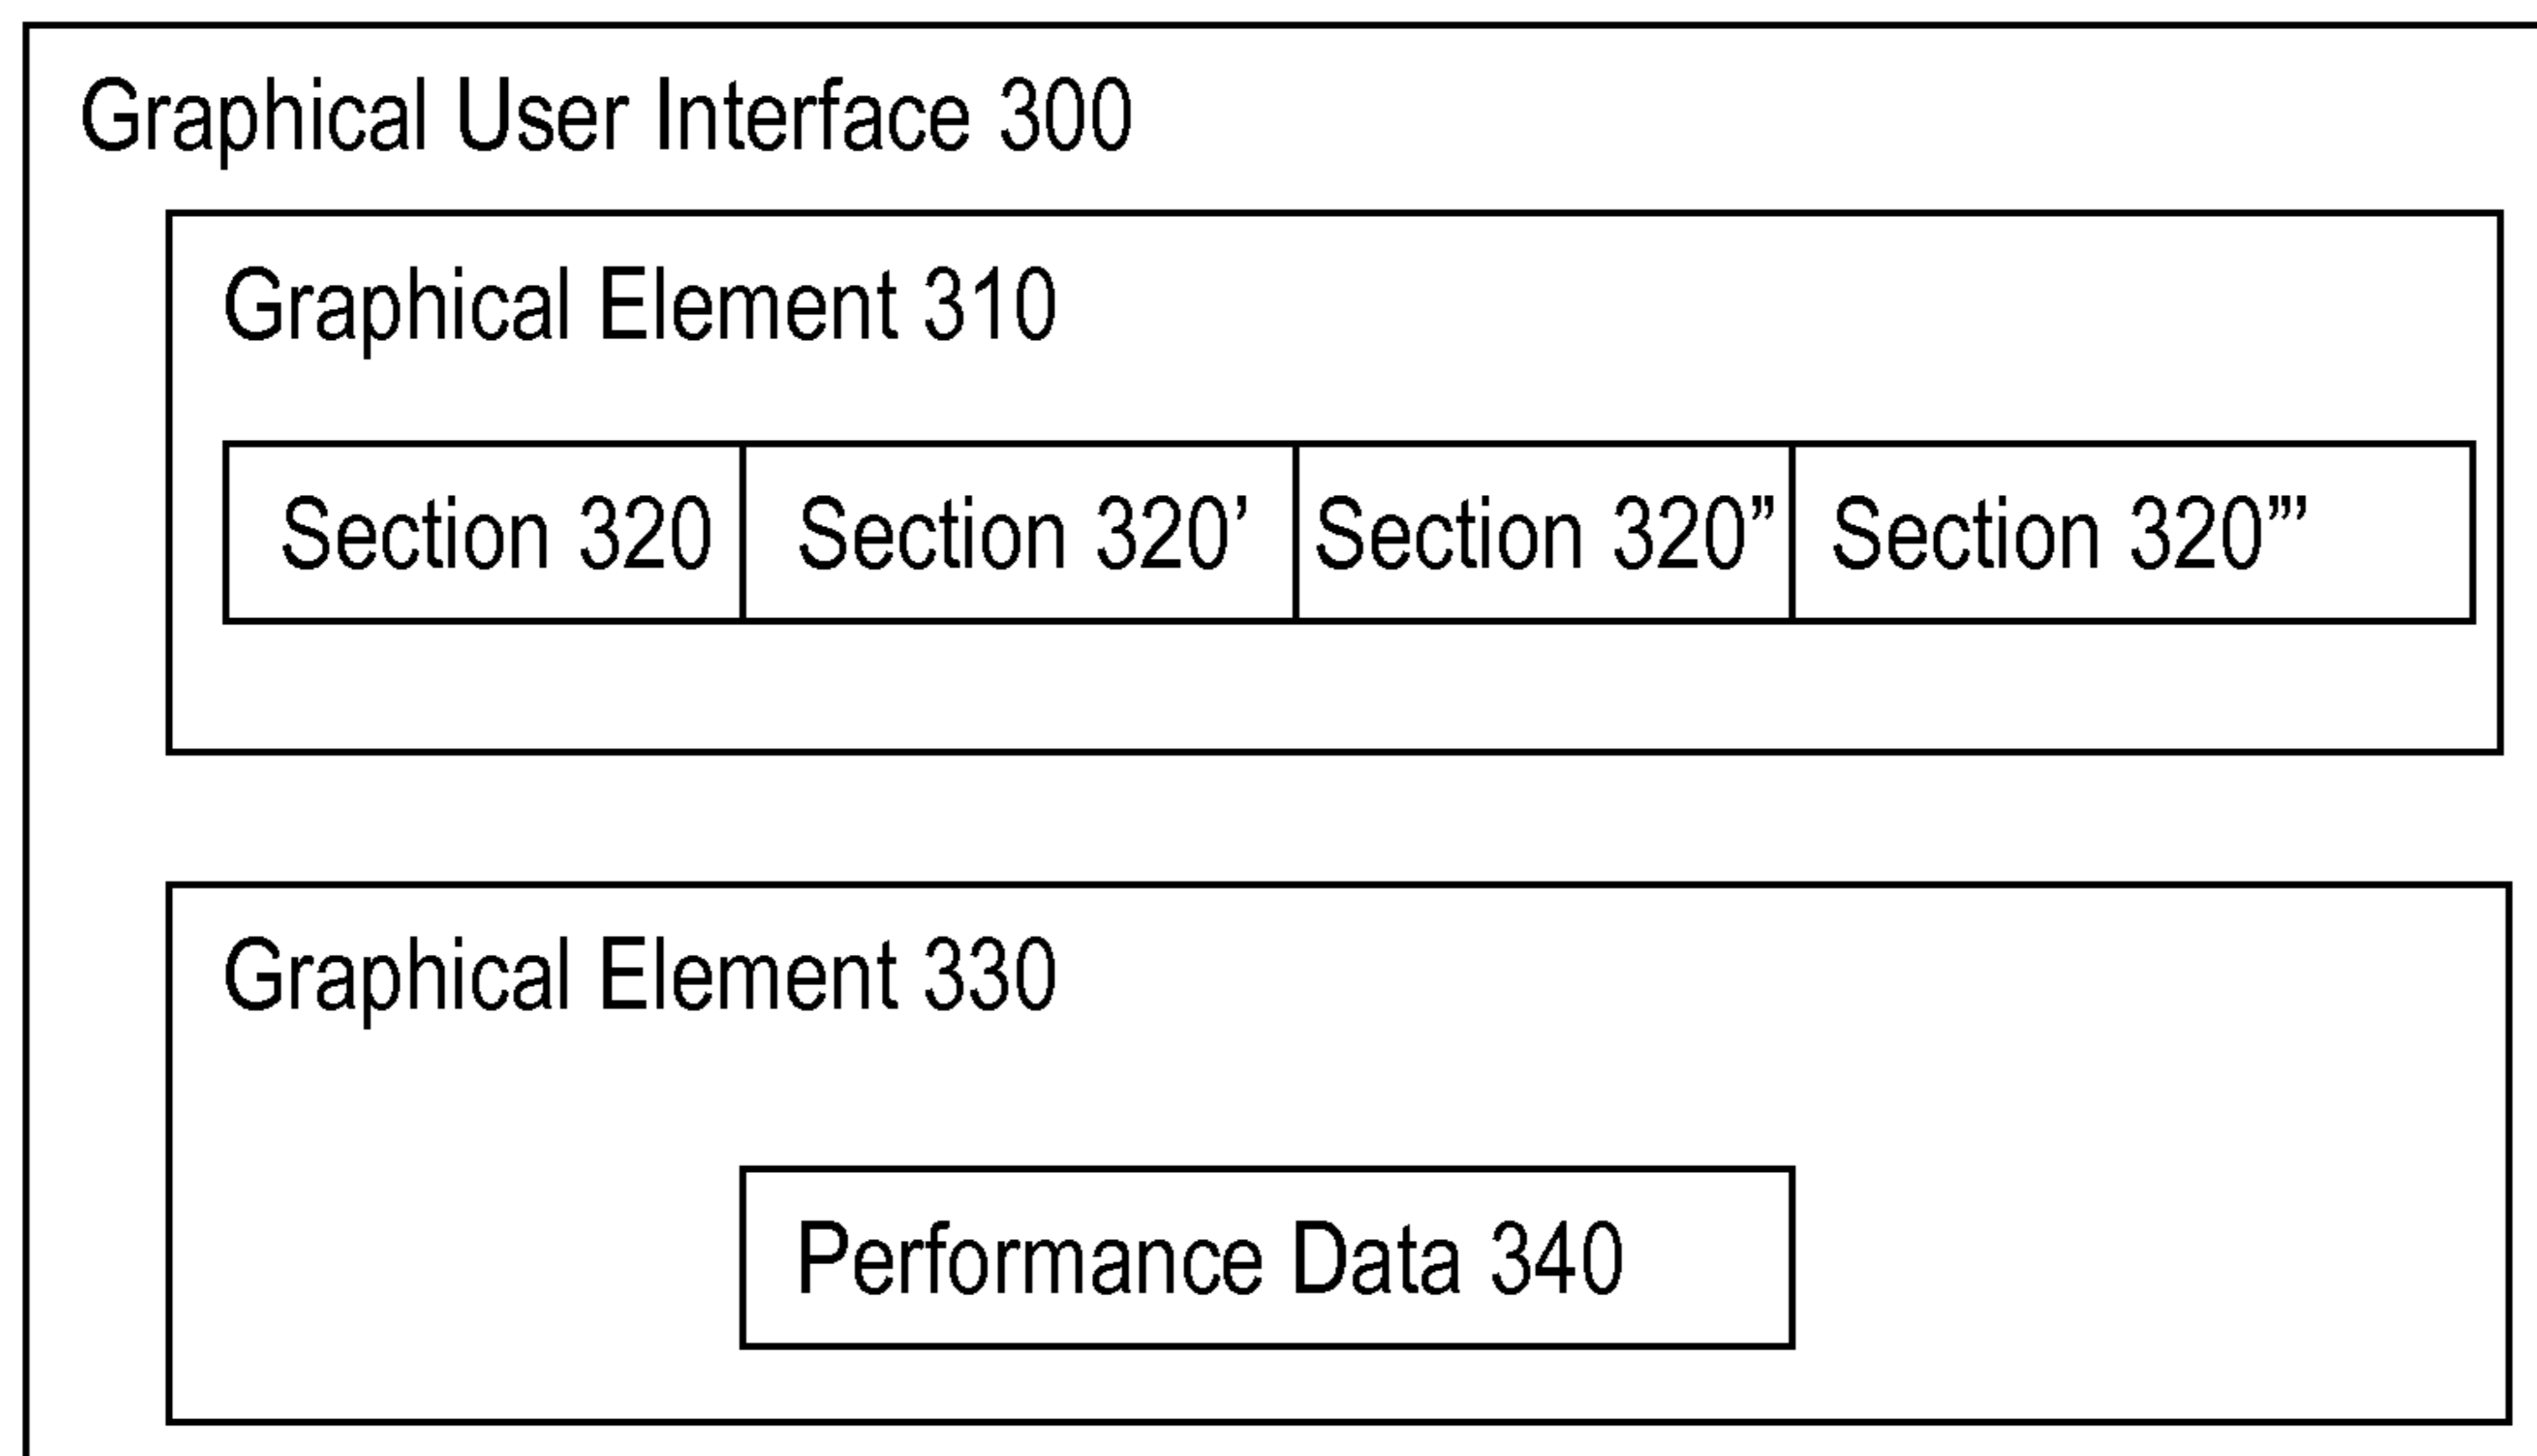 Graphical User Interface 300
Graphical Element 310
Section 320 Section 320’ Section 320” Section 320”’
Graphical Element 330
Performance Data 340